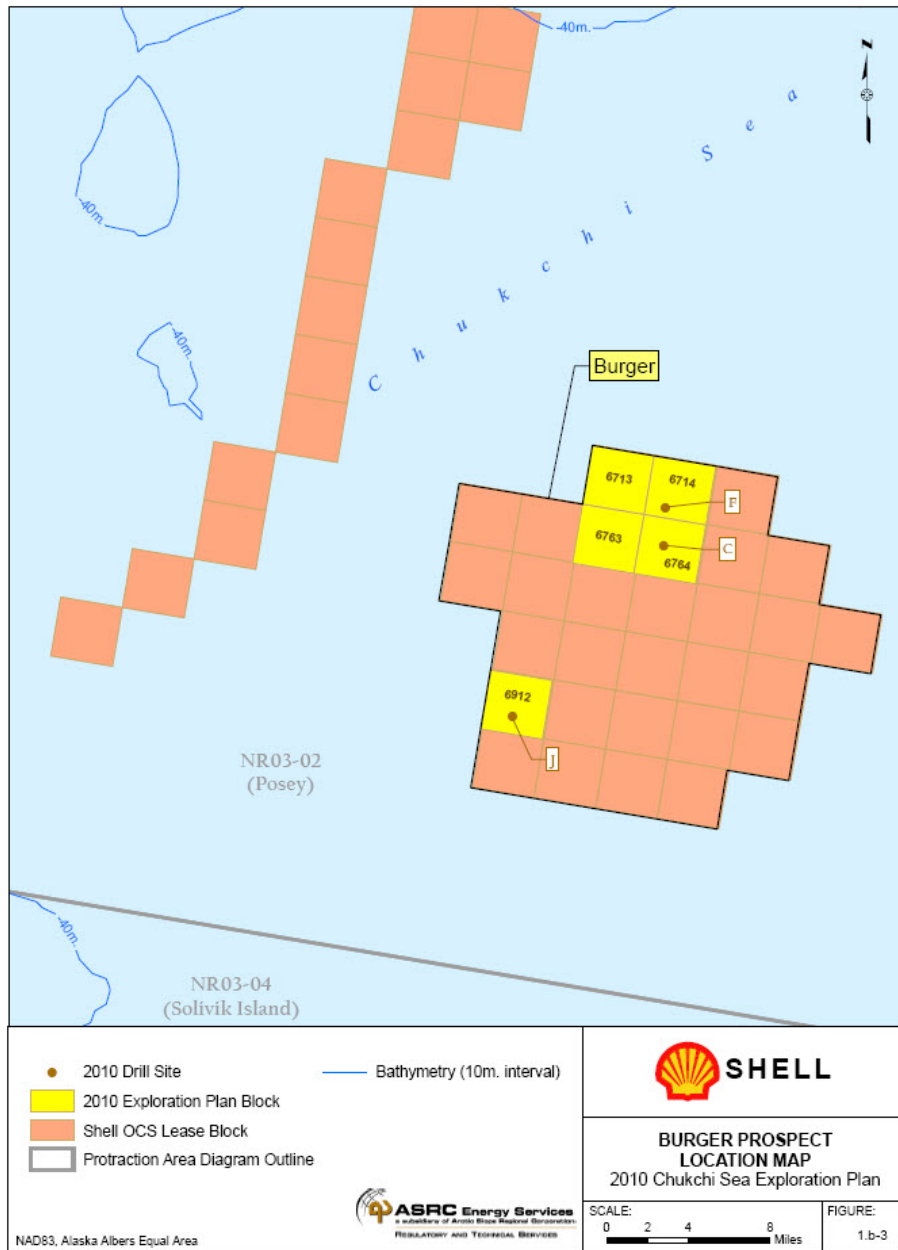 -40m.
N
-40m.
Chukchi Sea
-40m.
Burger
6713
6714
F
6763
C
6764
6912
J
NR03-02
(Posey)
-40m.
NR03-04
(Solivik Island)
2010 Drill Site
Bathymetry (10m. interval)
2010 Exploration Plan Block
Shell OCS Lease Block
Protraction Area Diagram Outline
SHELL
BURGER PROSPECT
LOCATION MAP
2010 Chukchi Sea Exploration Plan
ASRC Energy Services
a subsidiary of Arctic Slope Regional Corporation
REGULATORY AND TECHNICAL SERVICES
NAD83, Alaska Albers Equal Area
SCALE:
0 2 4 8
Miles
FIGURE:
1.b-3